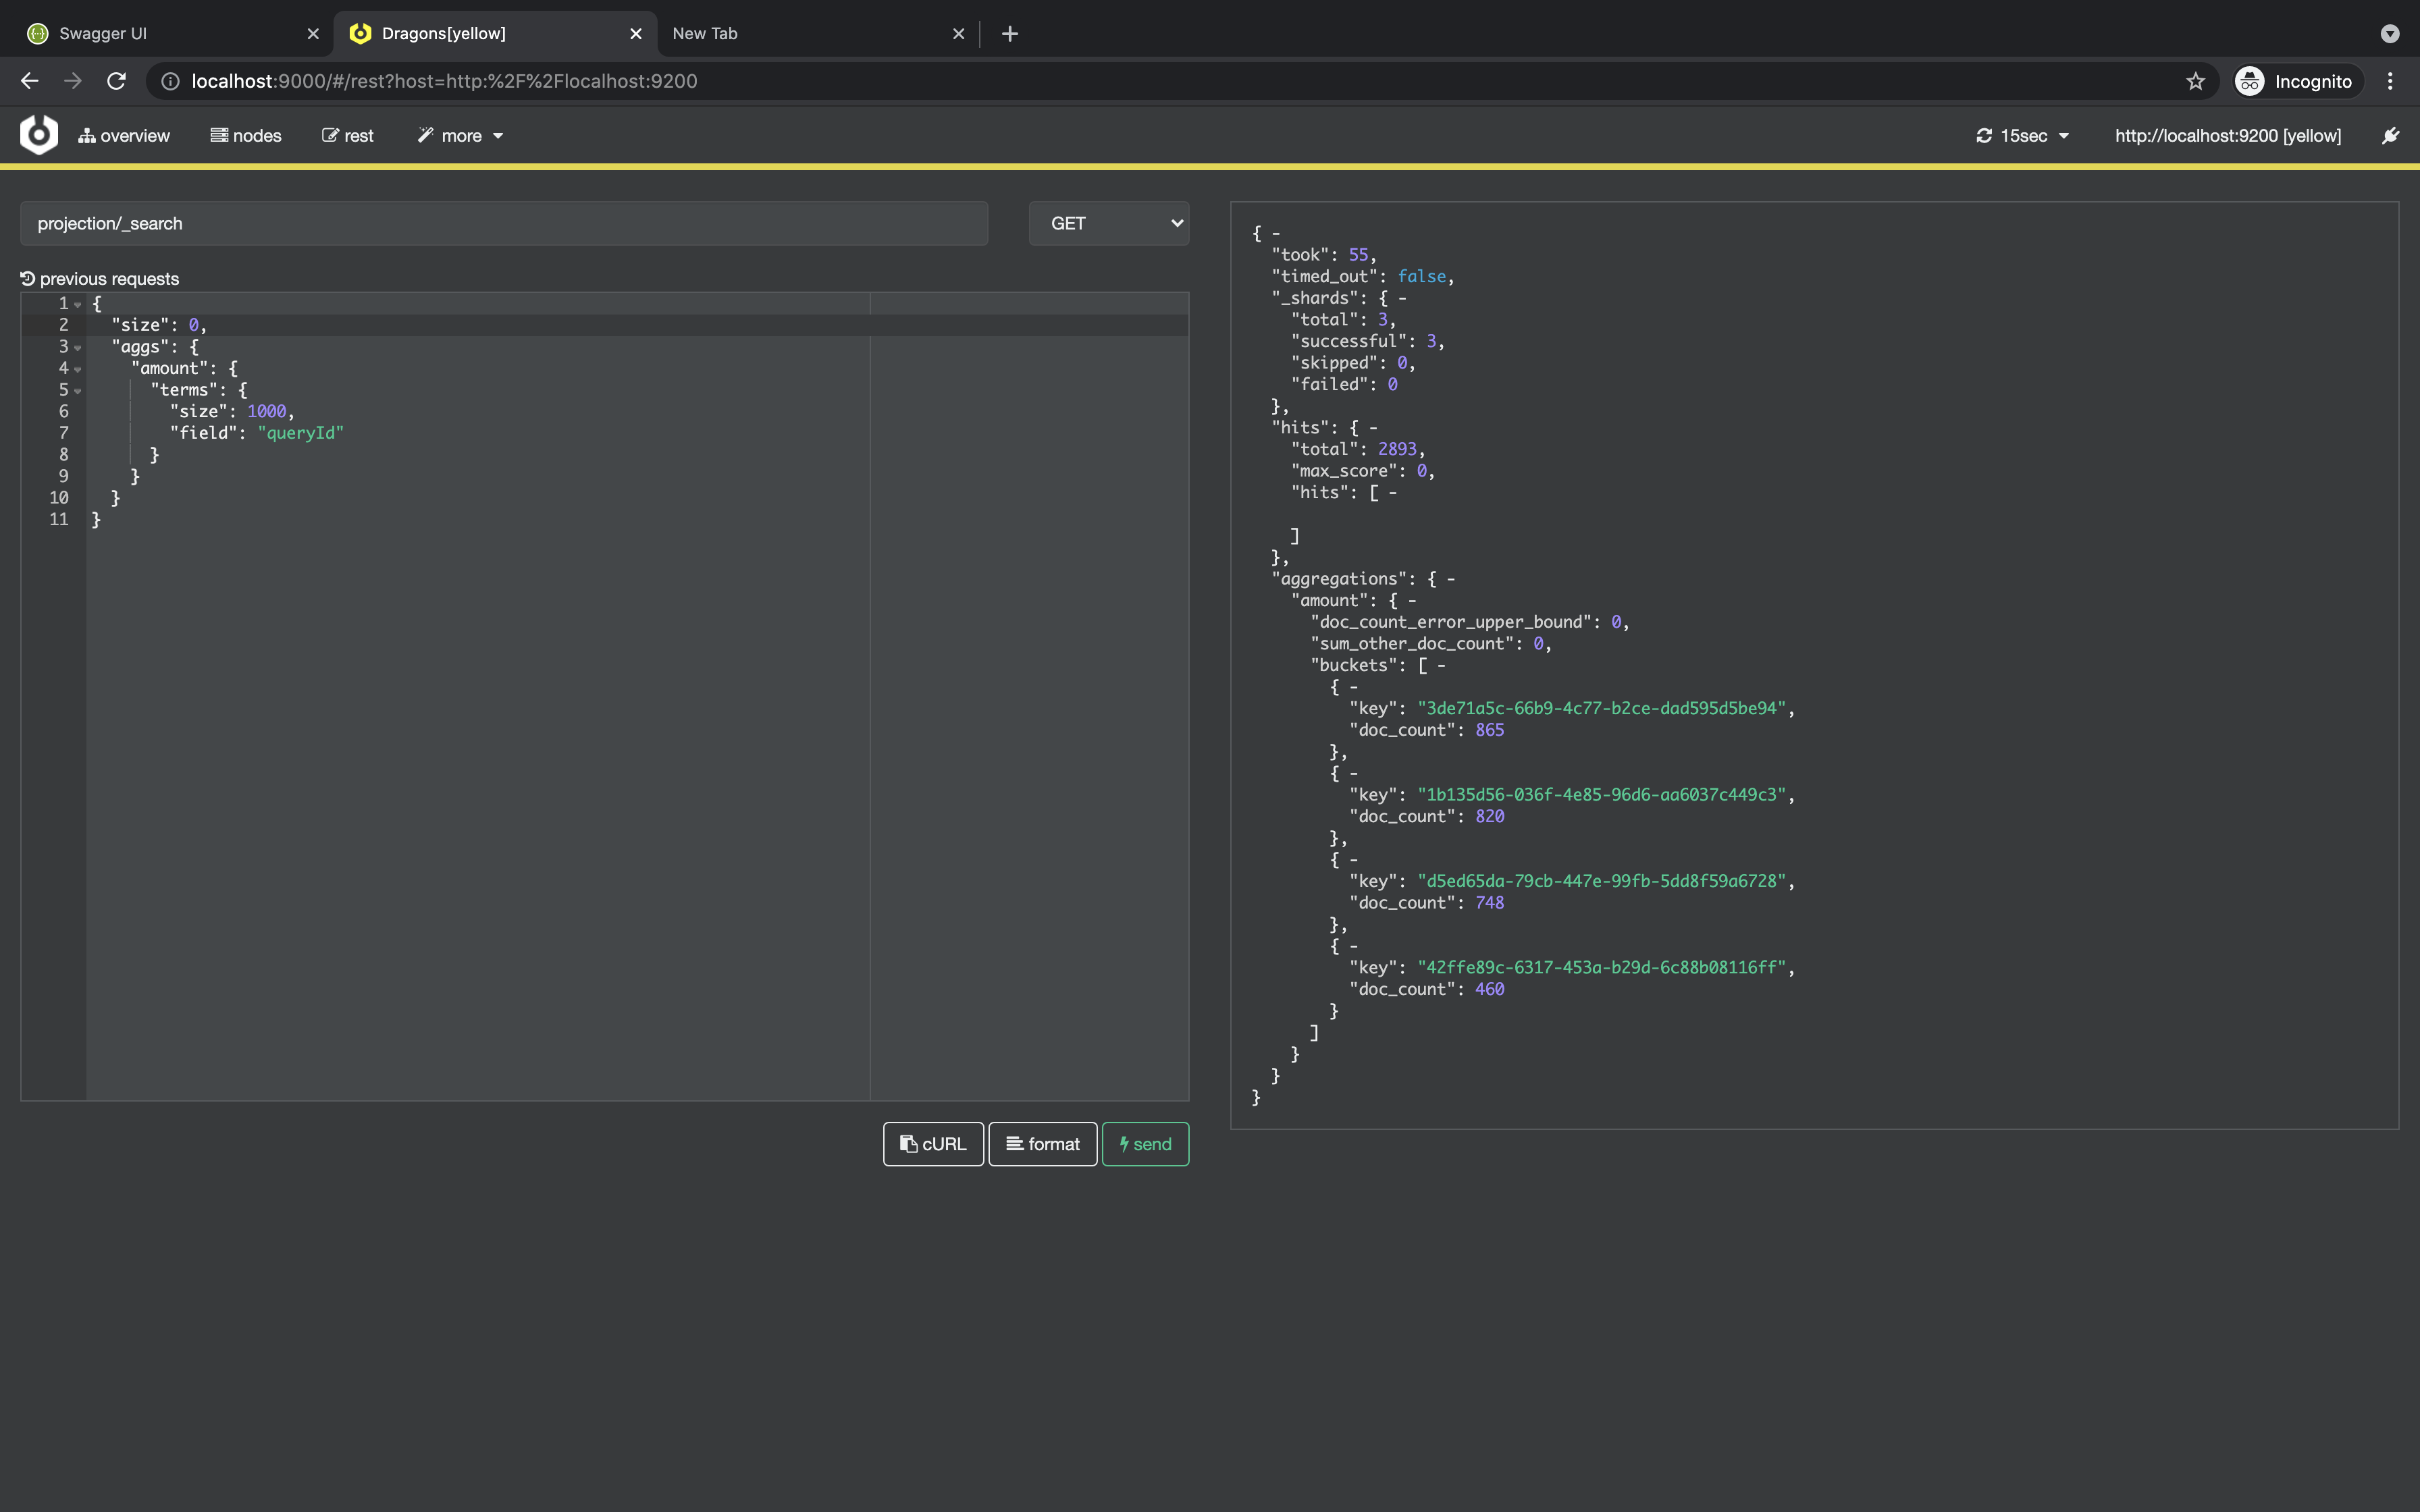 Swagger UI
Dragons[yellow]
New Tab
localhost:9000/#/rest?host=http:%2F%2Flocalhost:9200
Incognito
overview
nodes
rest
more
15sec
http://localhost:9200 [yellow]
projection/_search
GET
previous requests
1 {
2 "size": 0,
3 "aggs": {
4 "amount": {
5 "terms": {
6 "size": 1000,
7 "field": "queryId"
8 }
9 }
10 }
11 }
cURL
format
send
{ -
"took": 55,
"timed_out": false,
"_shards": { -
"total": 3,
"successful": 3,
"skipped": 0,
"failed": 0
},
"hits": { -
"total": 2893,
"max_score": 0,
"hits": [ -
]
},
"aggregations": { -
"amount": { -
"doc_count_error_upper_bound": 0,
"sum_other_doc_count": 0,
"buckets": [ -
{ -
"key": "3de71a5c-66b9-4c77-b2ce-dad595d5be94",
"doc_count": 865
},
{ -
"key": "1b135d56-036f-4e85-96d6-aa6037c449c3",
"doc_count": 820
},
{ -
"key": "d5ed65da-79cb-447e-99fb-5dd8f59a6728",
"doc_count": 748
},
{ -
"key": "42ffe89c-6317-453a-b29d-6c88b08116ff",
"doc_count": 460
}
]
}
}
}